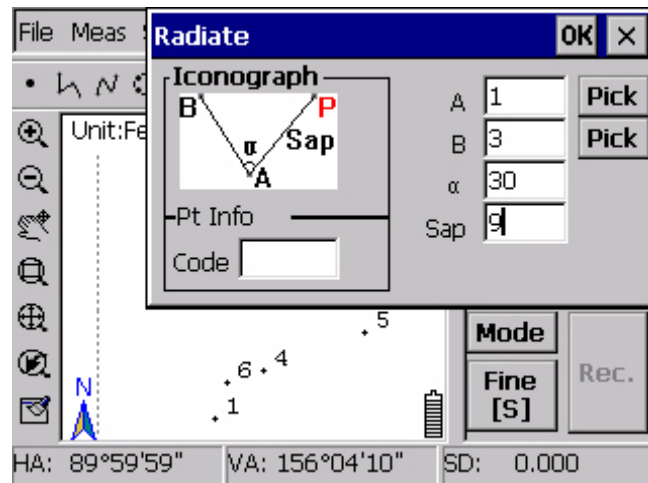 File Meas
Radiate OK ×
Iconograph
B P
α Sap
A
Pt Info
Code
A 1 Pick
B 3 Pick
α 30
Sap 9
Unit:Fe
5
6 4
1
N
Mode
Fine
[S]
Rec.
HA: 89°59'59" VA: 156°04'10" SD: 0.000